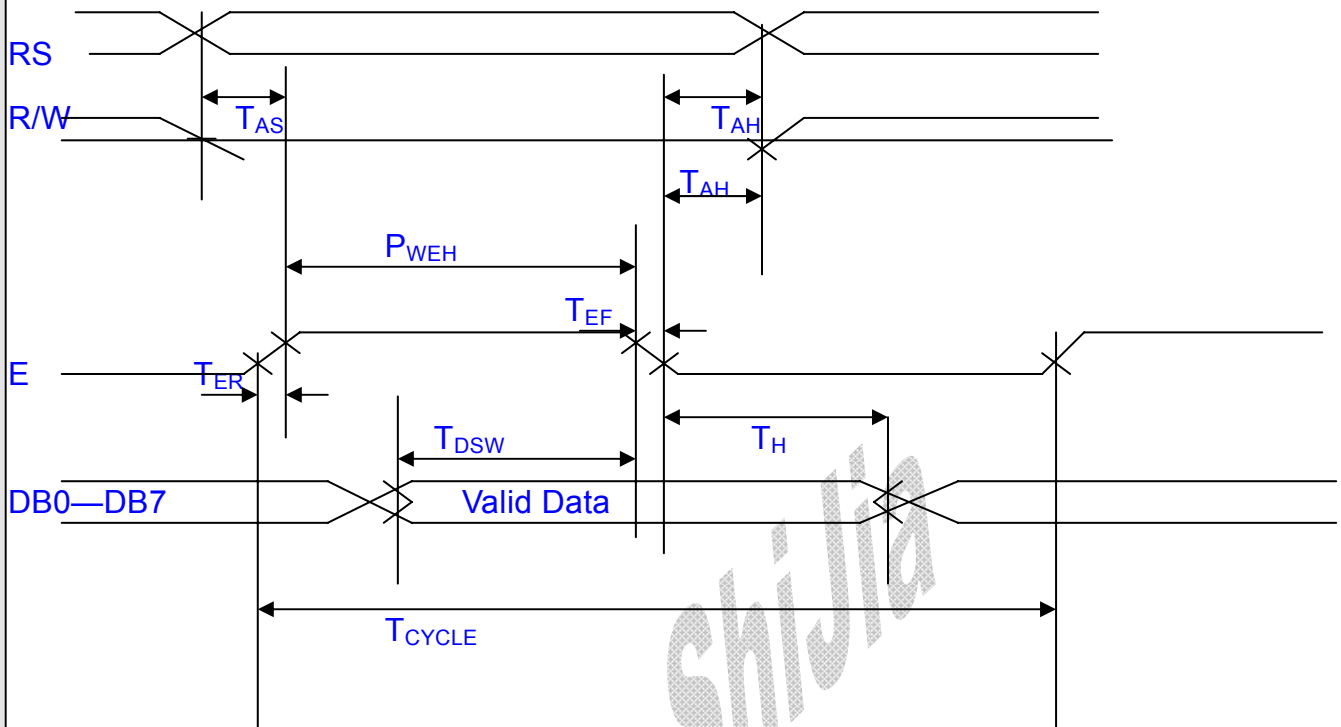 RS
R/W
TAS
TAH
TAH
PWEH
TEF
E
TER
TDSW
TH
DB0—DB7
Valid Data
TCYCLE
ShiJia